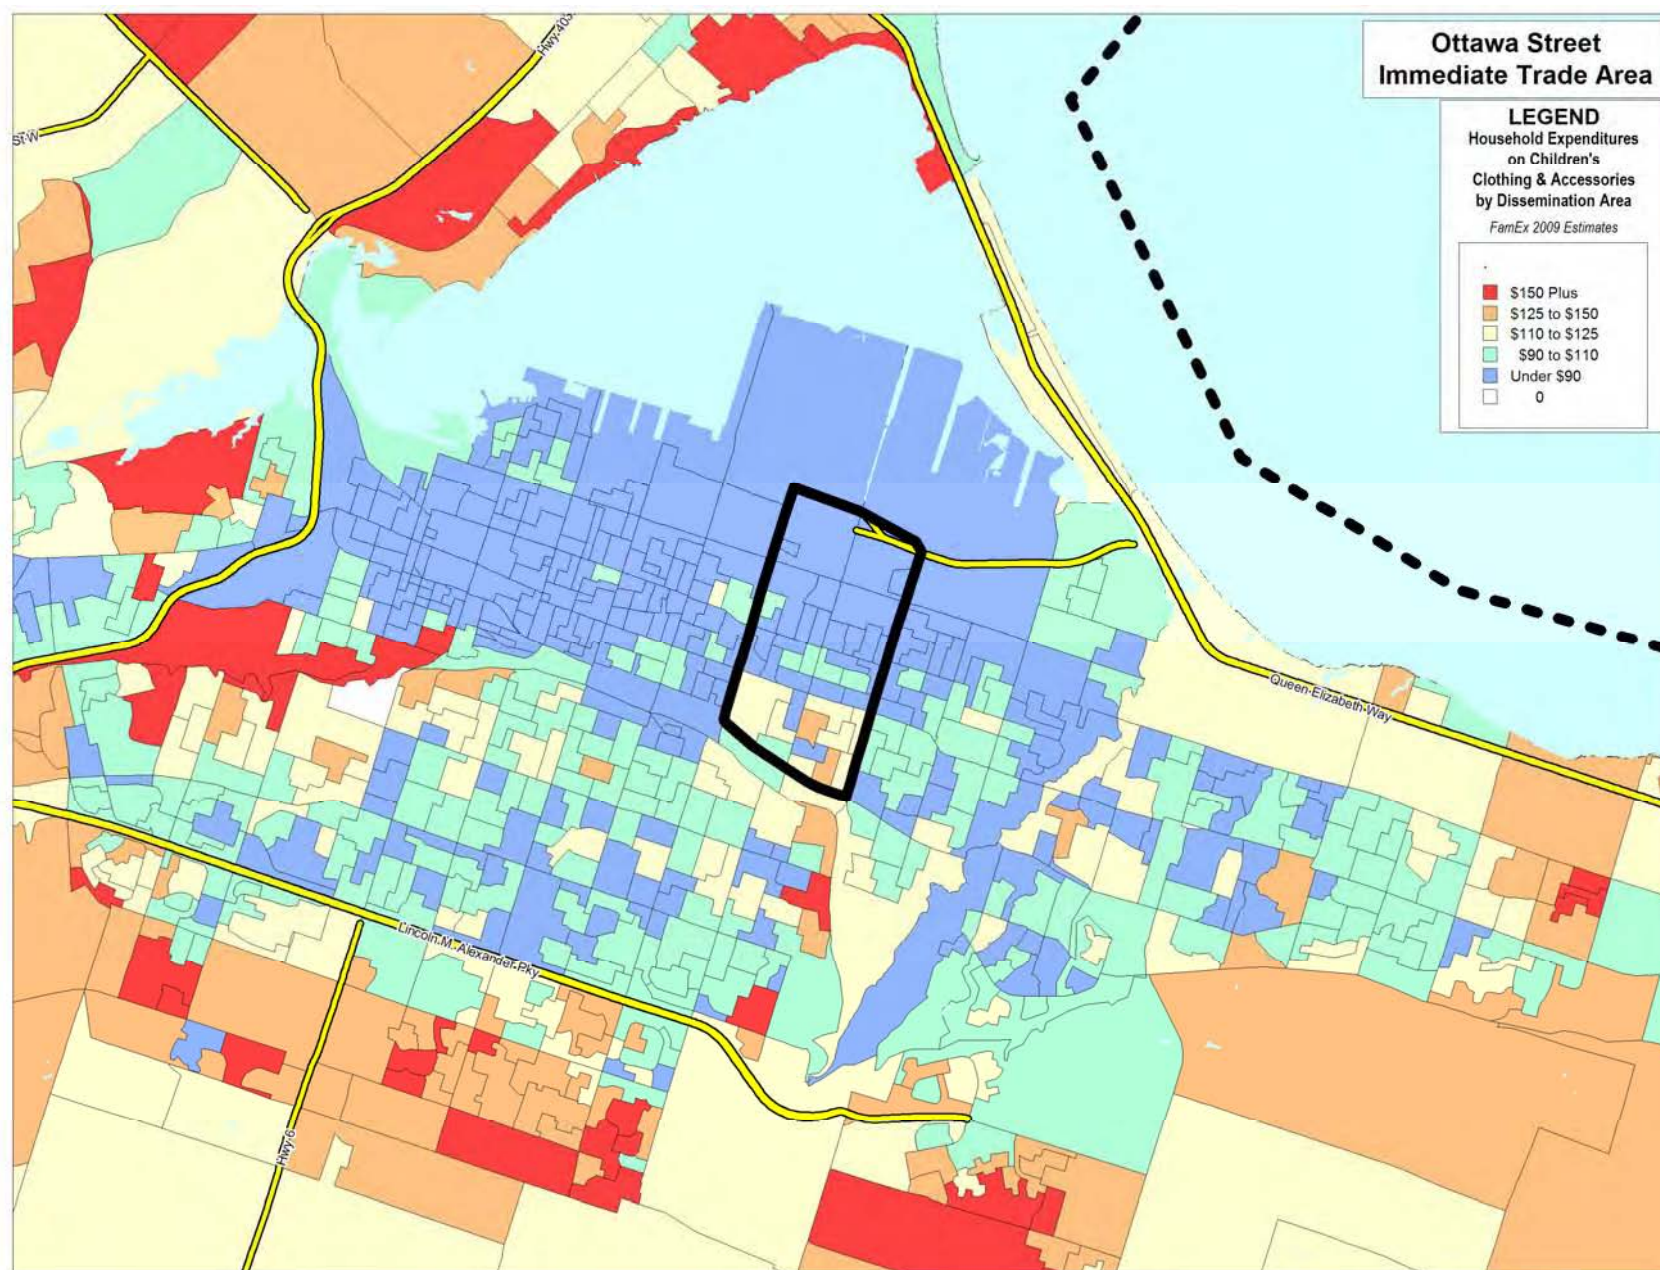 Ottawa Street
Immediate Trade Area
LEGEND
Household Expenditures
on Children's
Clothing & Accessories
by Dissemination Area
FamEx 2009 Estimates
$150 Plus
$125 to $150
$110 to $125
$90 to $110
Under $90
0
Hwy 403
St W
Queen Elizabeth Way
Lincoln M. Alexander Pky
Hwy 6